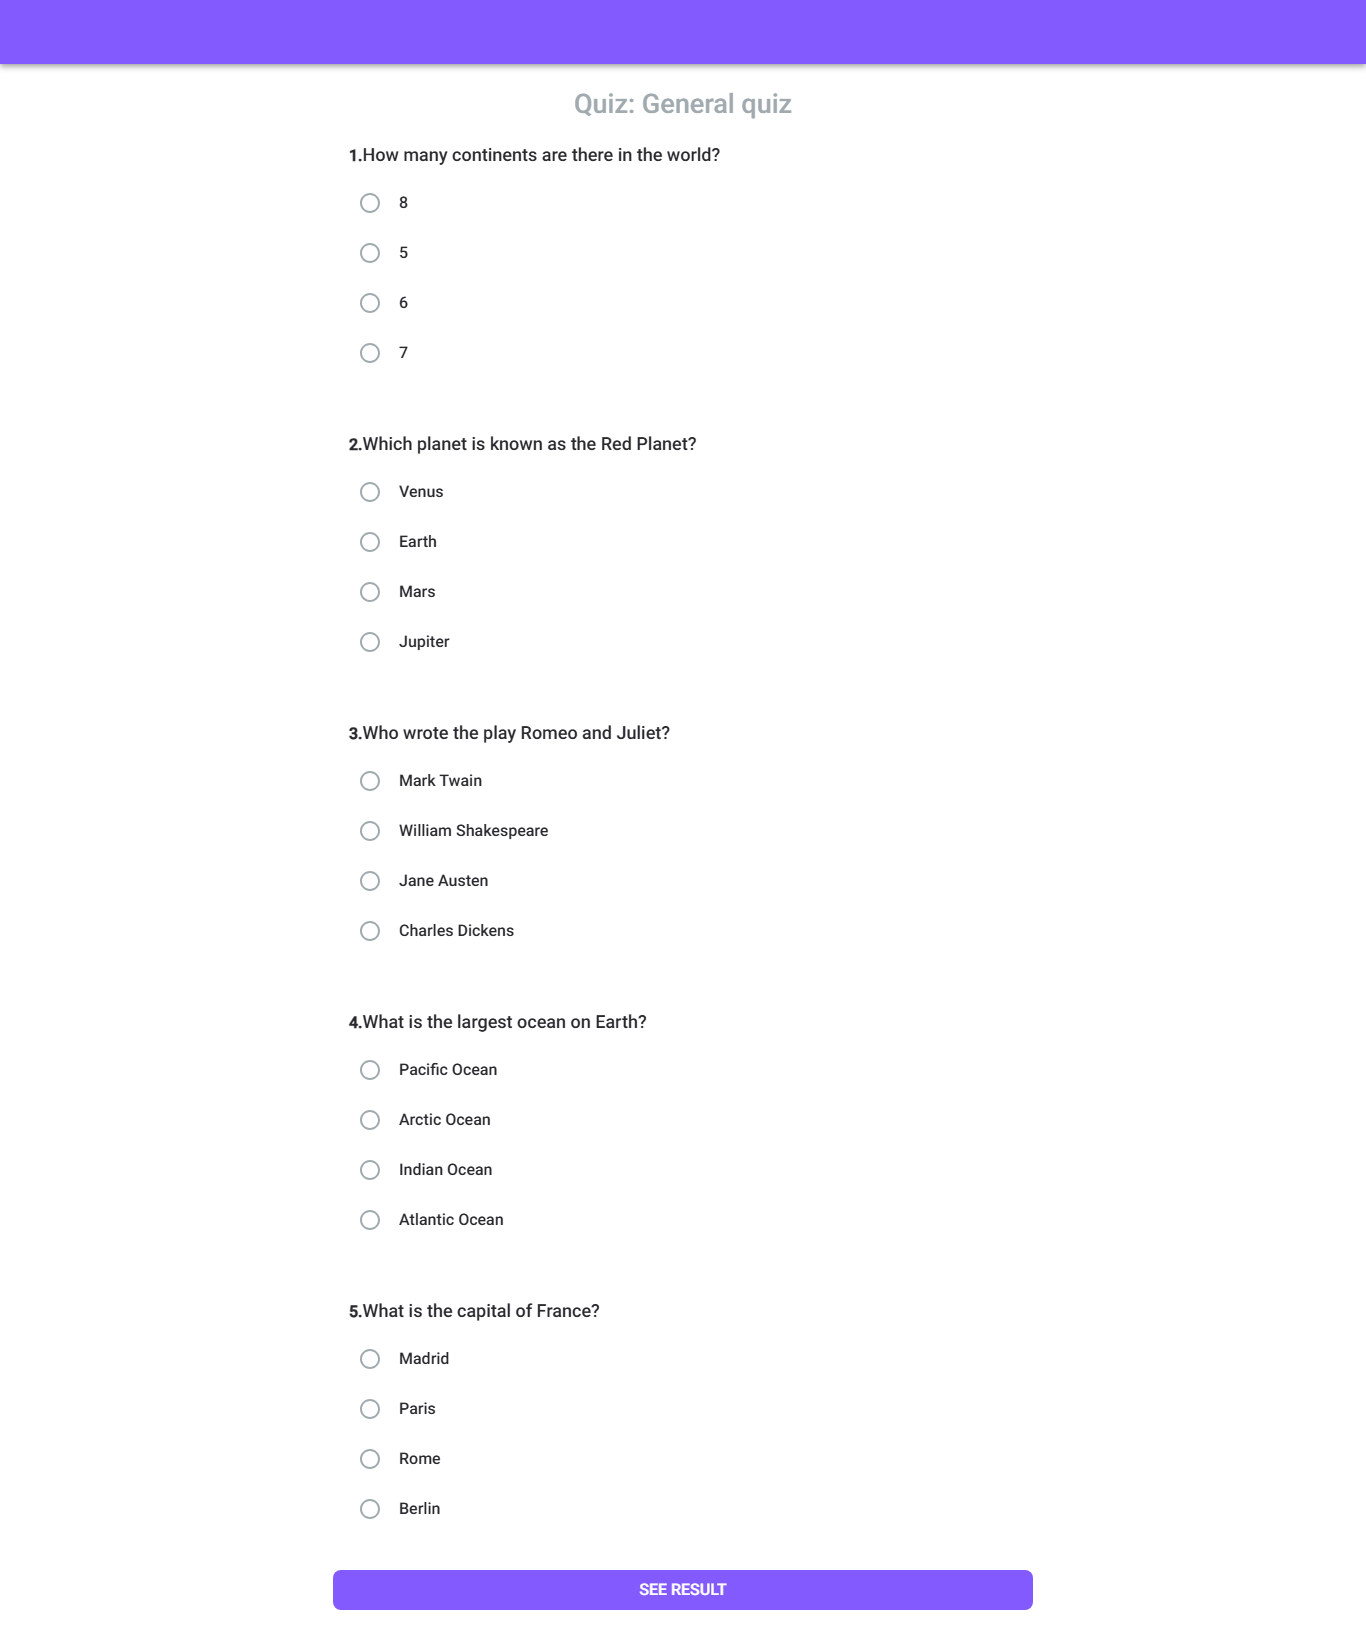 Quiz: General quiz
1.How many continents are there in the world?
8
5
6
7
2.Which planet is known as the Red Planet?
Venus
Earth
Mars
Jupiter
3.Who wrote the play Romeo and Juliet?
Mark Twain
William Shakespeare
Jane Austen
Charles Dickens
4.What is the largest ocean on Earth?
Pacific Ocean
Arctic Ocean
Indian Ocean
Atlantic Ocean
5.What is the capital of France?
Madrid
Paris
Rome
Berlin
SEE RESULT